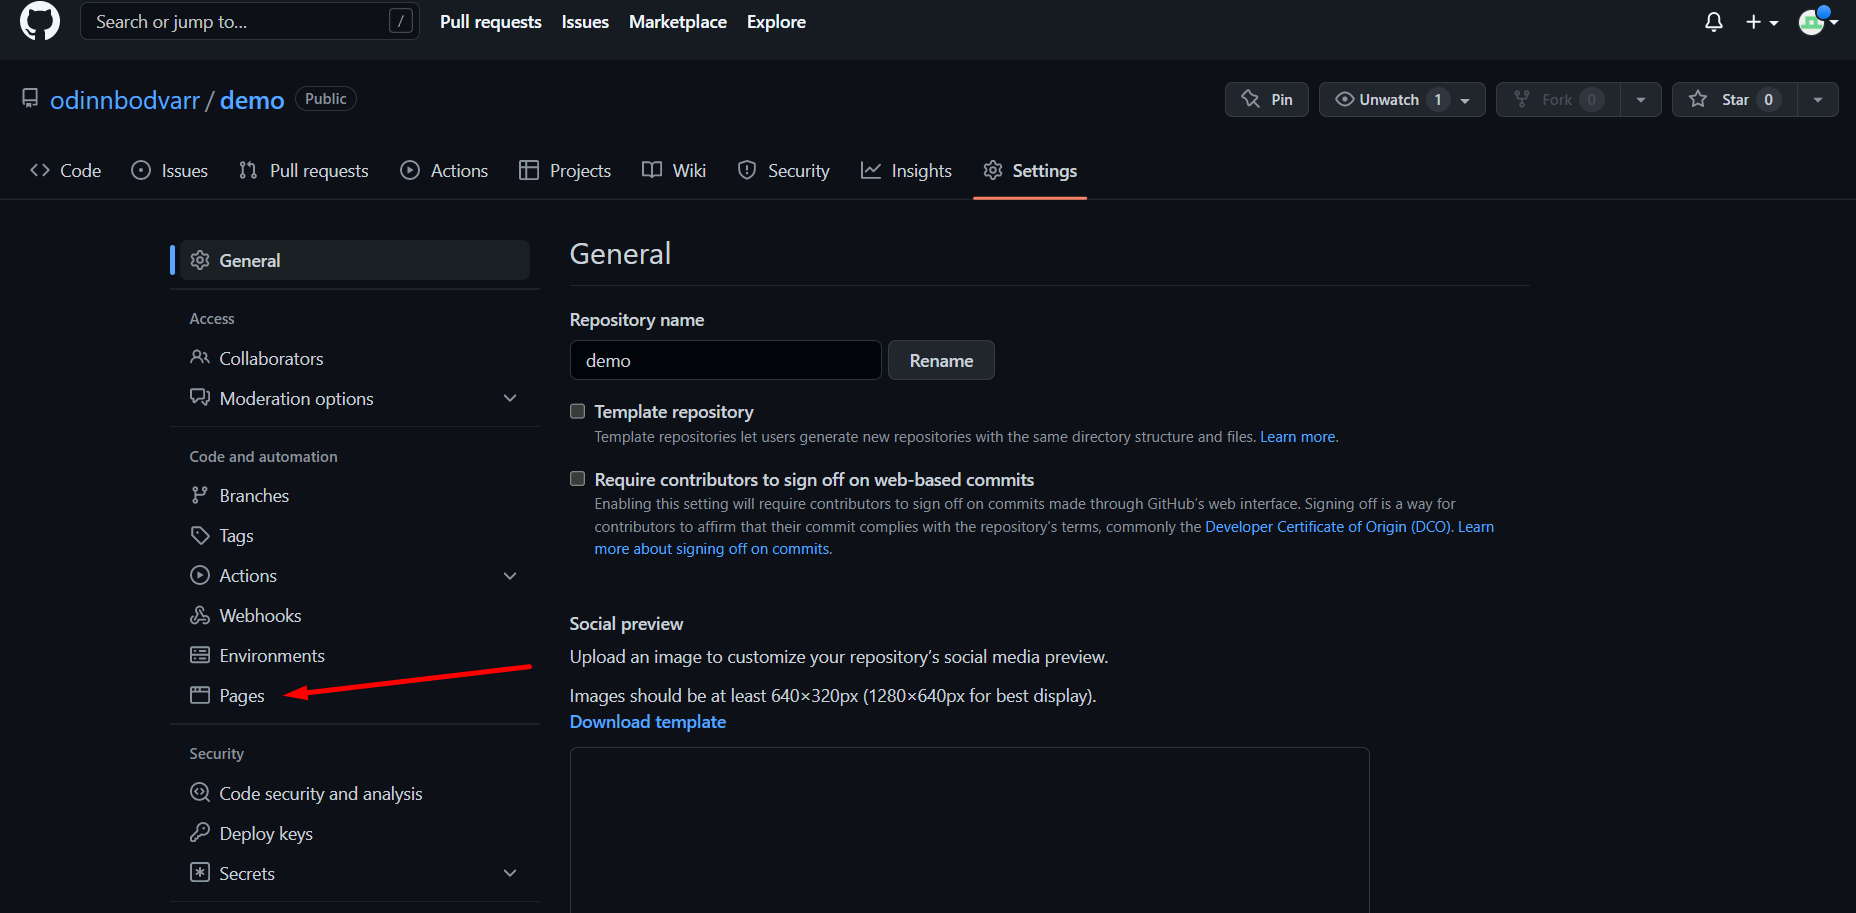 Search or jump to... /
Pull requests Issues Marketplace Explore
odinnbodvarr / demo Public
Pin Unwatch 1 Fork 0 Star 0
Code Issues Pull requests Actions Projects Wiki Security Insights Settings
General
Access
Collaborators
Moderation options
Code and automation
Branches
Tags
Actions
Webhooks
Environments
Pages
Security
Code security and analysis
Deploy keys
Secrets
General
Repository name
demo Rename
Template repository
Template repositories let users generate new repositories with the same directory structure and files. Learn more.
Require contributors to sign off on web-based commits
Enabling this setting will require contributors to sign off on commits made through GitHub's web interface. Signing off is a way for
contributors to affirm that their commit complies with the repository's terms, commonly the Developer Certificate of Origin (DCO). Learn
more about signing off on commits.
Social preview
Upload an image to customize your repository's social media preview.
Images should be at least 640×320px (1280×640px for best display).
Download template